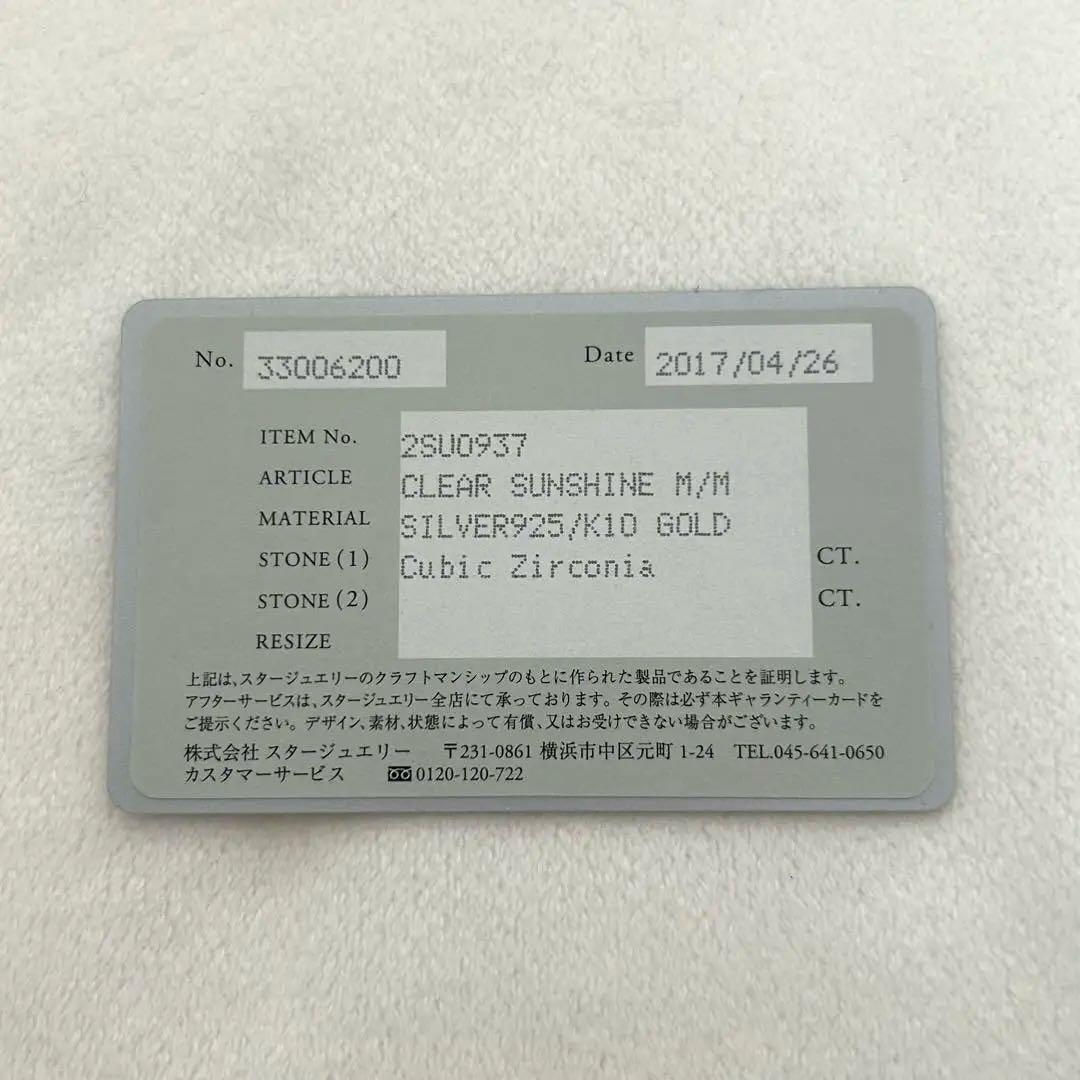 No. 33006200 Date 2017/04/26
ITEM No. 2SU0937
ARTICLE CLEAR SUNSHINE M/M
MATERIAL SILVER925/K10 GOLD
STONE (1) Cubic Zirconia CT.
STONE (2) CT.
RESIZE
上記は、スタージュエリーのクラフトマンシップのもとに作られた製品であることを証明します。
アフターサービスは、スタージュエリー全店にて承っております。その際は必ず本ギャランティーカードを
ご提示ください。デザイン、素材、状態によって有償、又はお受けできない場合がございます。
株式会社 スタージュエリー 〒231-0861 横浜市中区元町 1-24 TEL.045-641-0650
カスタマーサービス 0120-120-722